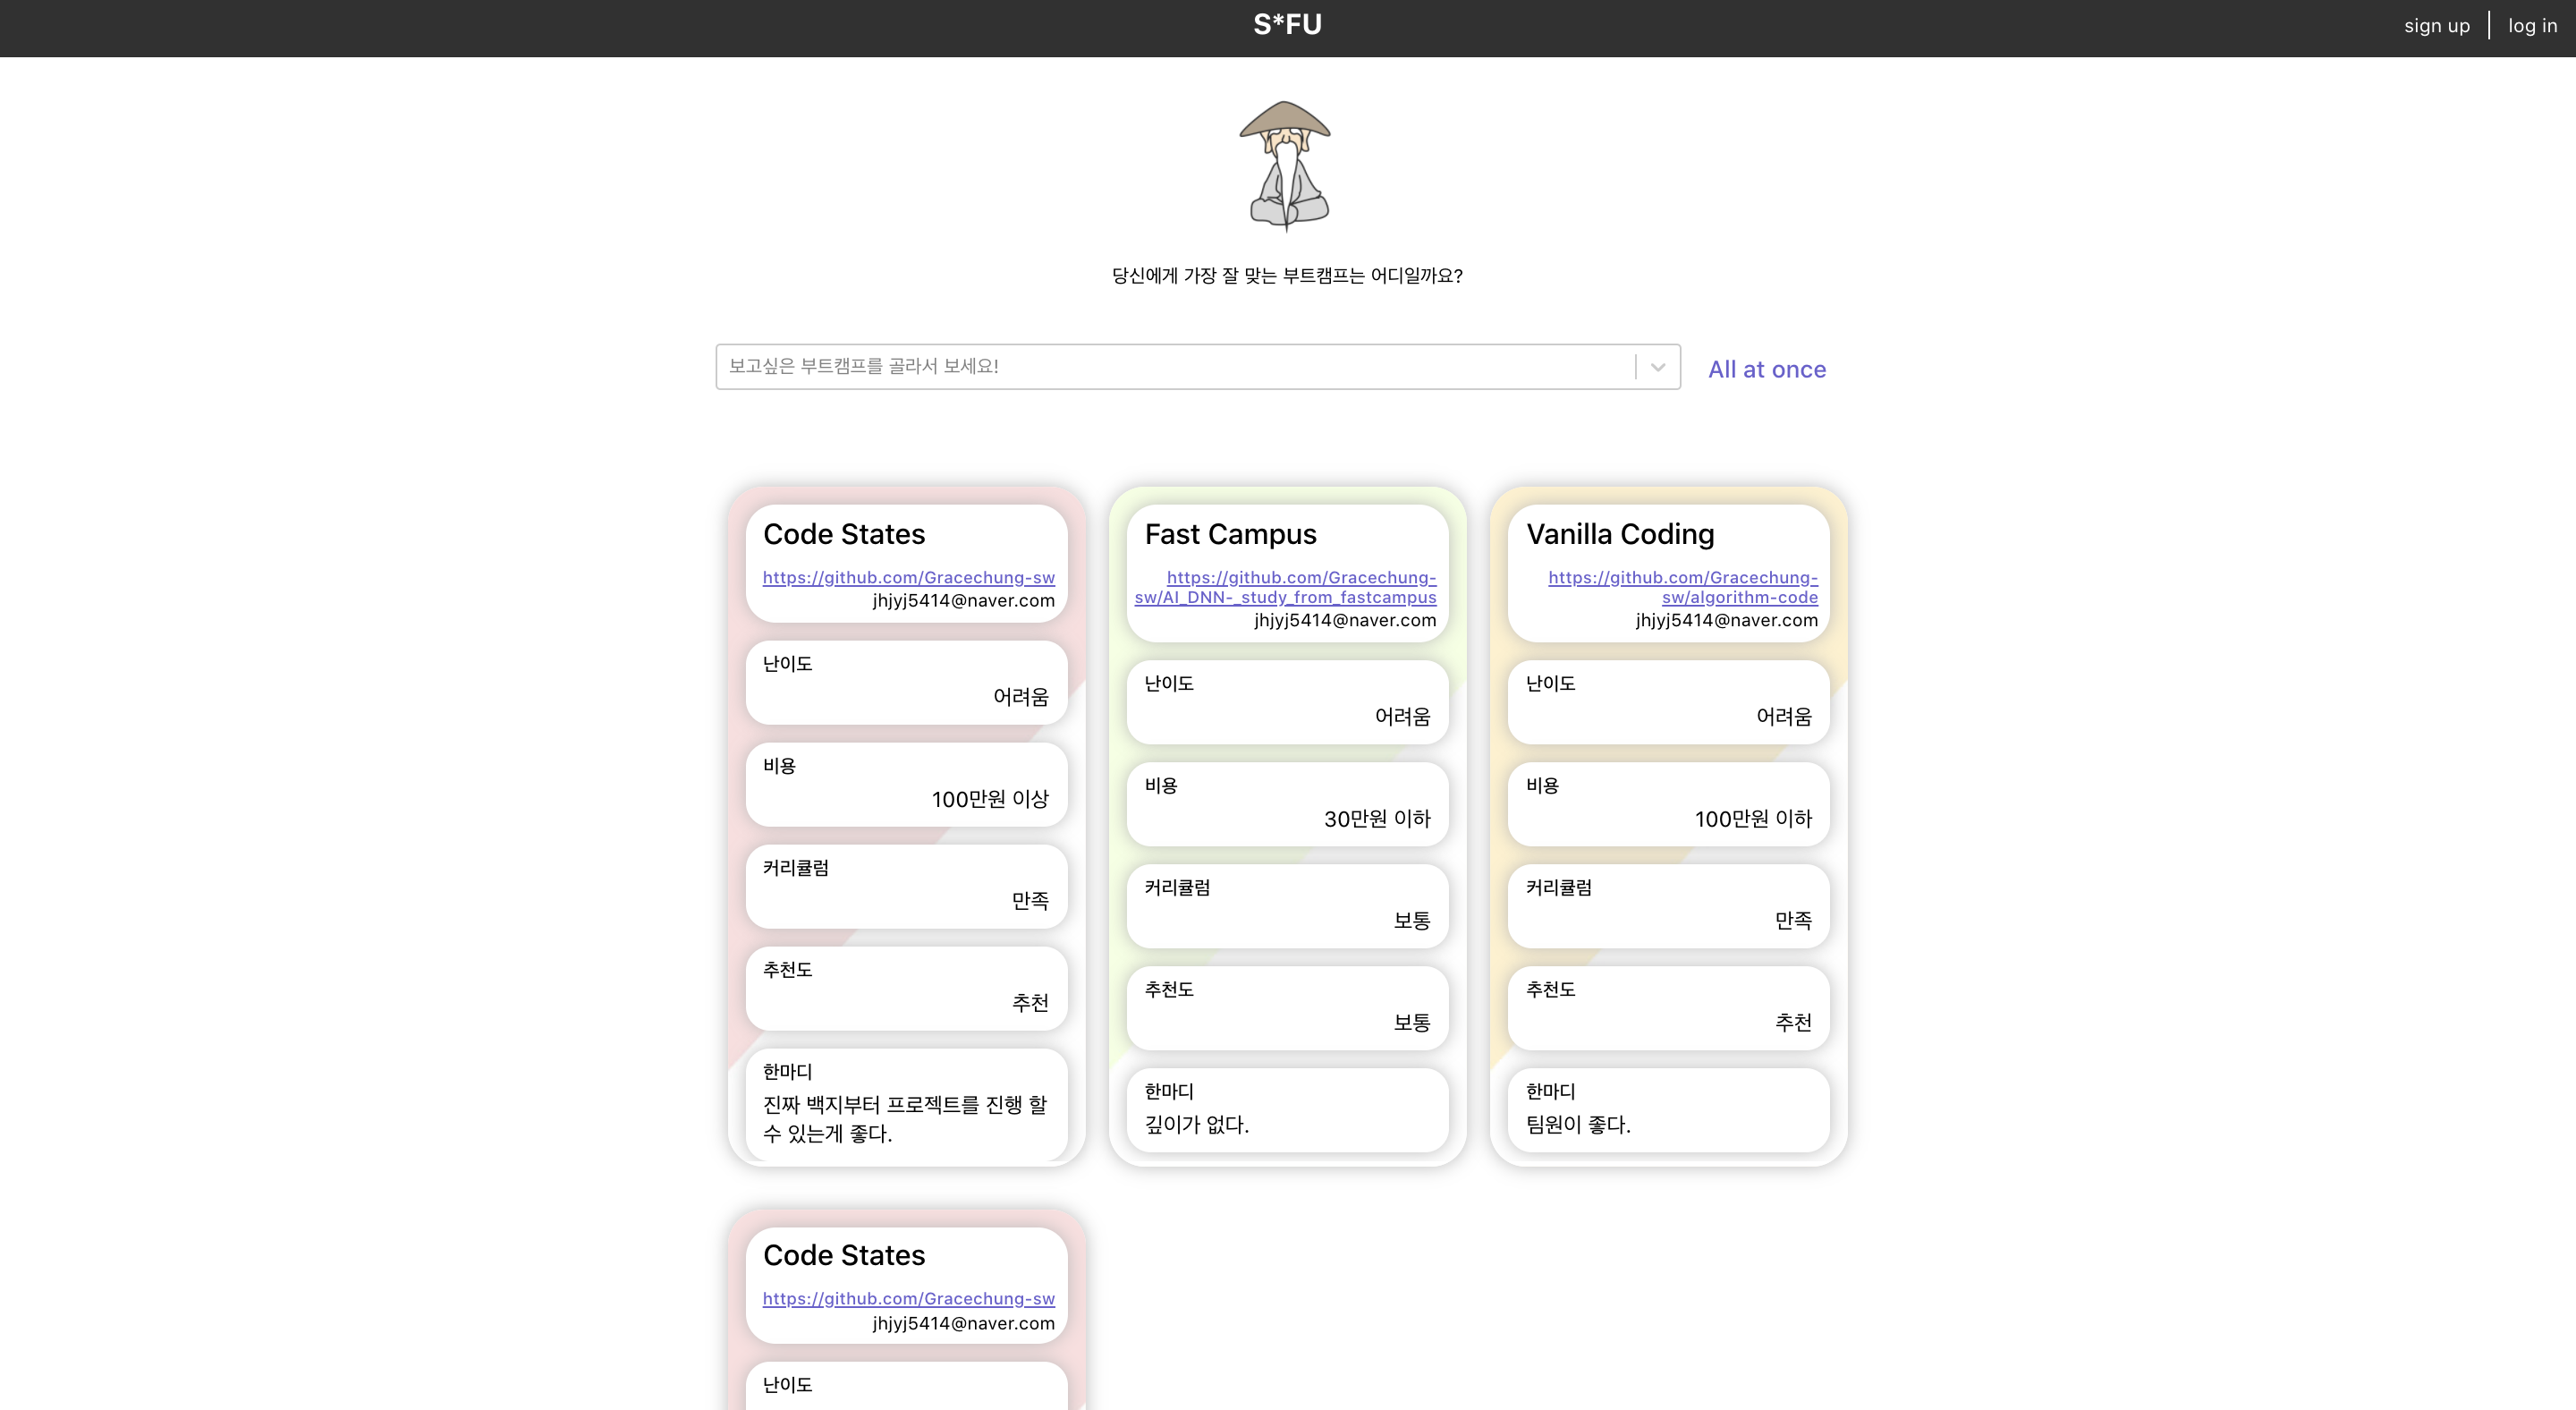 S*FU
sign up
log in
당신에게 가장 잘 맞는 부트캠프는 어디일까요?
보고싶은 부트캠프를 골라서 보세요!
All at once
Code States
https://github.com/Gracechung-sw
jhjyj5414@naver.com
난이도
어려움
비용
100만원 이상
커리큘럼
만족
추천도
추천
한마디
진짜 백지부터 프로젝트를 진행 할
수 있는게 좋다.
Fast Campus
https://github.com/Gracechung-
sw/AI_DNN-_study_from_fastcampus
jhjyj5414@naver.com
난이도
어려움
비용
30만원 이하
커리큘럼
보통
추천도
보통
한마디
깊이가 없다.
Vanilla Coding
https://github.com/Gracechung-
sw/algorithm-code
jhjyj5414@naver.com
난이도
어려움
비용
100만원 이하
커리큘럼
만족
추천도
추천
한마디
팀원이 좋다.
Code States
https://github.com/Gracechung-sw
jhjyj5414@naver.com
난이도